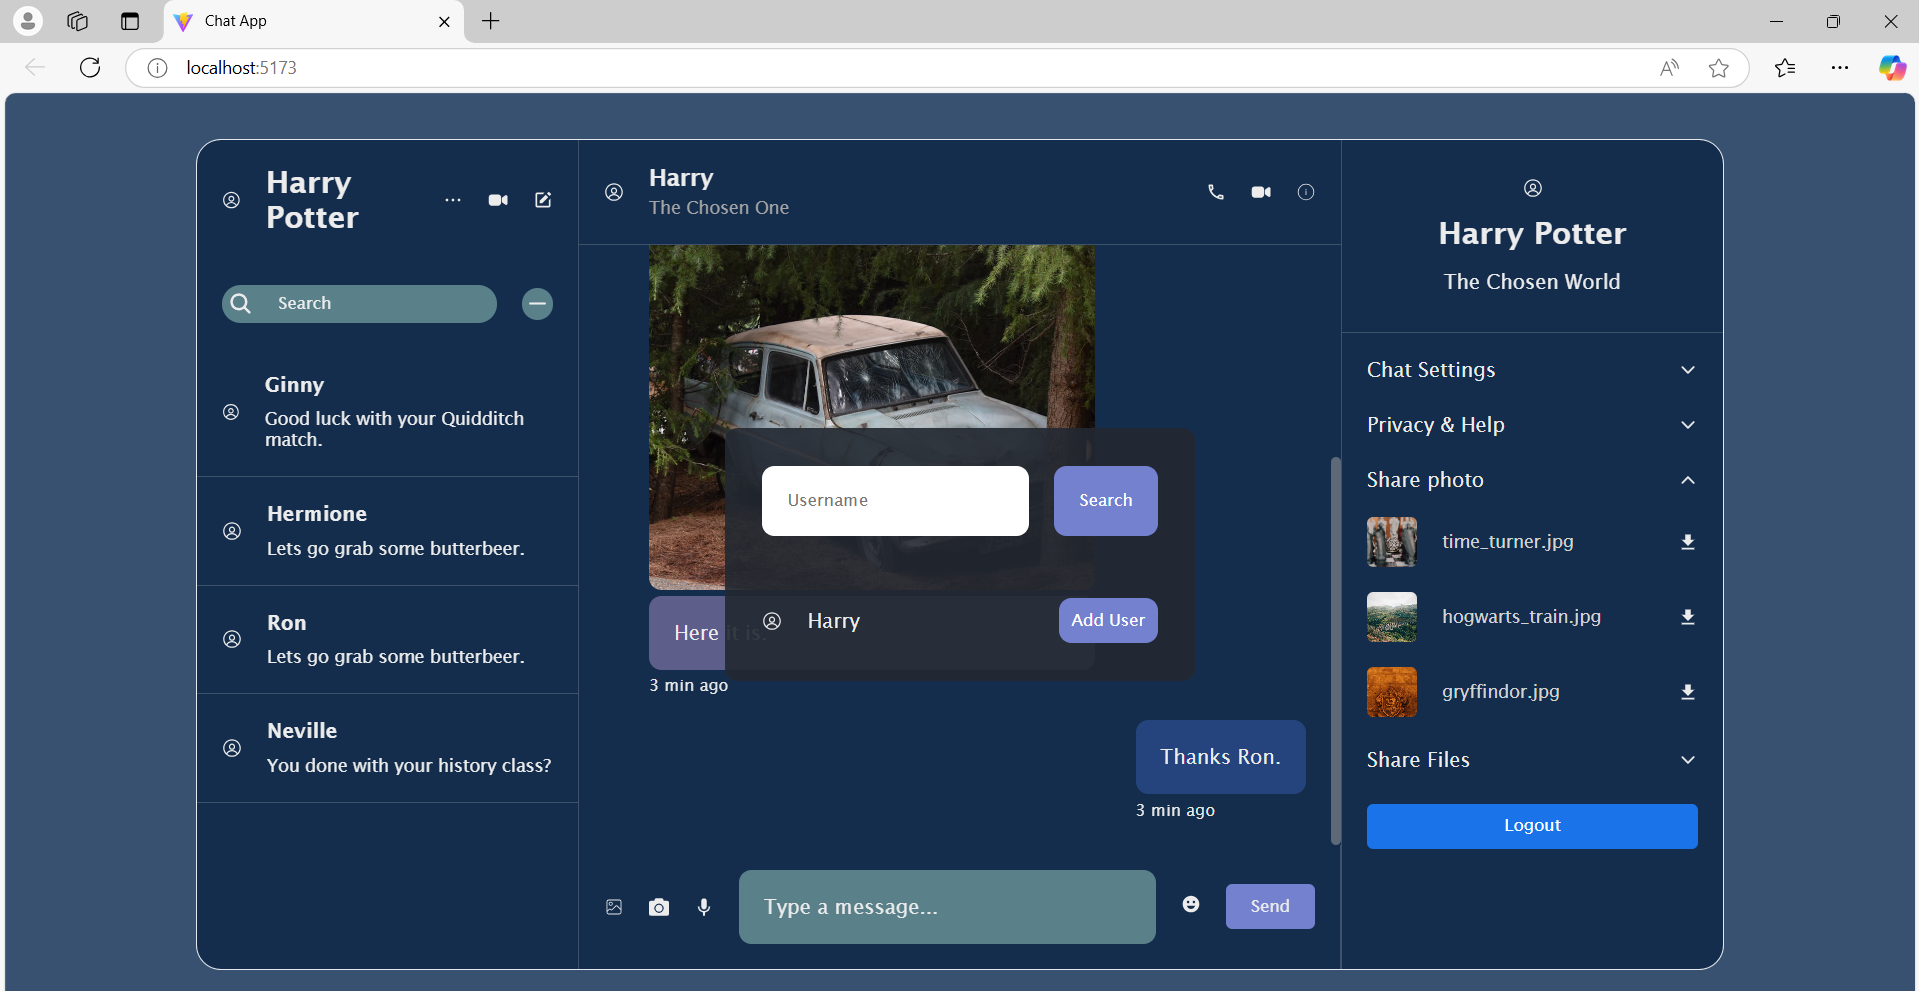 Chat App
localhost:5173
Harry
Potter
Search
Ginny
Good luck with your Quidditch
match.
Hermione
Lets go grab some butterbeer.
Ron
Lets go grab some butterbeer.
Neville
You done with your history class?
Harry
The Chosen One
Username
Search
Harry
Add User
Here it is.
3 min ago
Thanks Ron.
3 min ago
Type a message...
Send
Harry Potter
The Chosen World
Chat Settings
Privacy & Help
Share photo
time_turner.jpg
hogwarts_train.jpg
gryffindor.jpg
Share Files
Logout